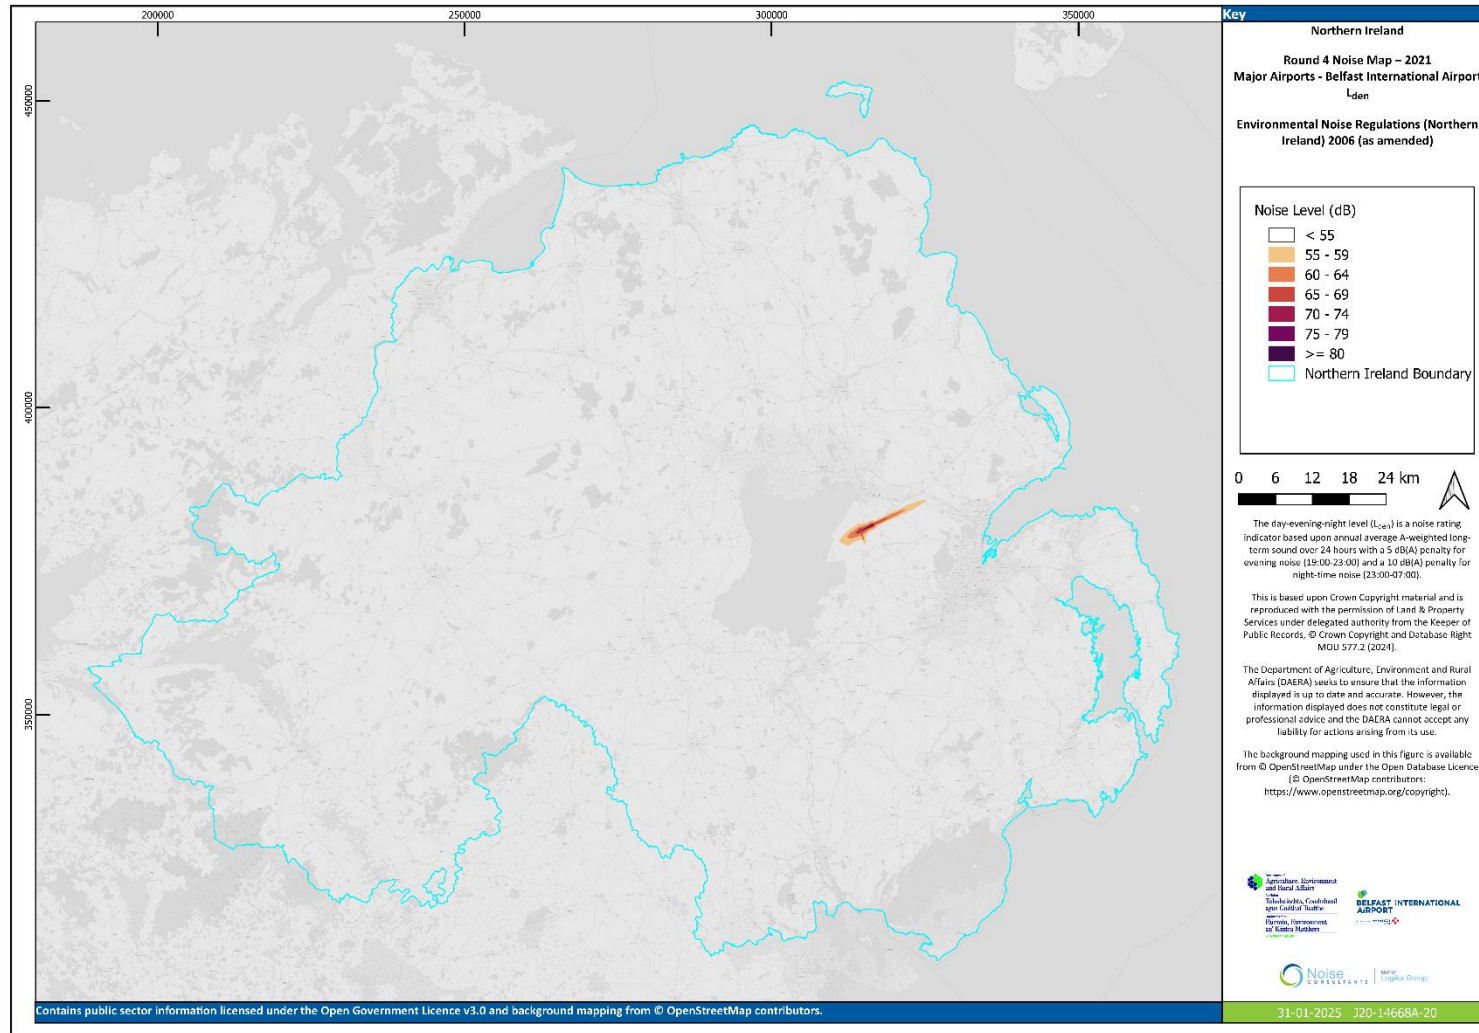 200000
250000
300000
350000
450000
400000
350000
Key
Northern Ireland
Round 4 Noise Map – 2021
Major Airports - Belfast International Airport
Lden
Environmental Noise Regulations (Northern
Ireland) 2006 (as amended)
Noise Level (dB)
< 55
55 - 59
60 - 64
65 - 69
70 - 74
75 - 79
>= 80
Northern Ireland Boundary
0 6 12 18 24 km
The day-evening-night level (Lden) is a noise rating
indicator based upon annual average A-weighted long-
term sound over 24 hours with a 5 dB(A) penalty for
evening noise (19:00-23:00) and a 10 dB(A) penalty for
night-time noise (23:00-07:00).
This is based upon Crown Copyright material and is
reproduced with the permission of Land & Property
Services under delegated authority from the Keeper of
Public Records, © Crown Copyright and Database Right
MOU 577.2 (2024).
The Department of Agriculture, Environment and Rural
Affairs (DAERA) seeks to ensure that the information
displayed is up to date and accurate. However, the
information displayed does not constitute legal or
professional advice and the DAERA cannot accept any
liability for actions arising from its use.
The background mapping used in this figure is available
from © OpenStreetMap under the Open Database Licence
(© OpenStreetMap contributors:
https://www.openstreetmap.org/copyright).
Agriculture, Environment
and Rural Affairs
BELFAST INTERNATIONAL
AIRPORT
Noise
CONSULTANTS
PART OF
Logika Group
Contains public sector information licensed under the Open Government Licence v3.0 and background mapping from © OpenStreetMap contributors.
31-01-2025 J20-14668A-20